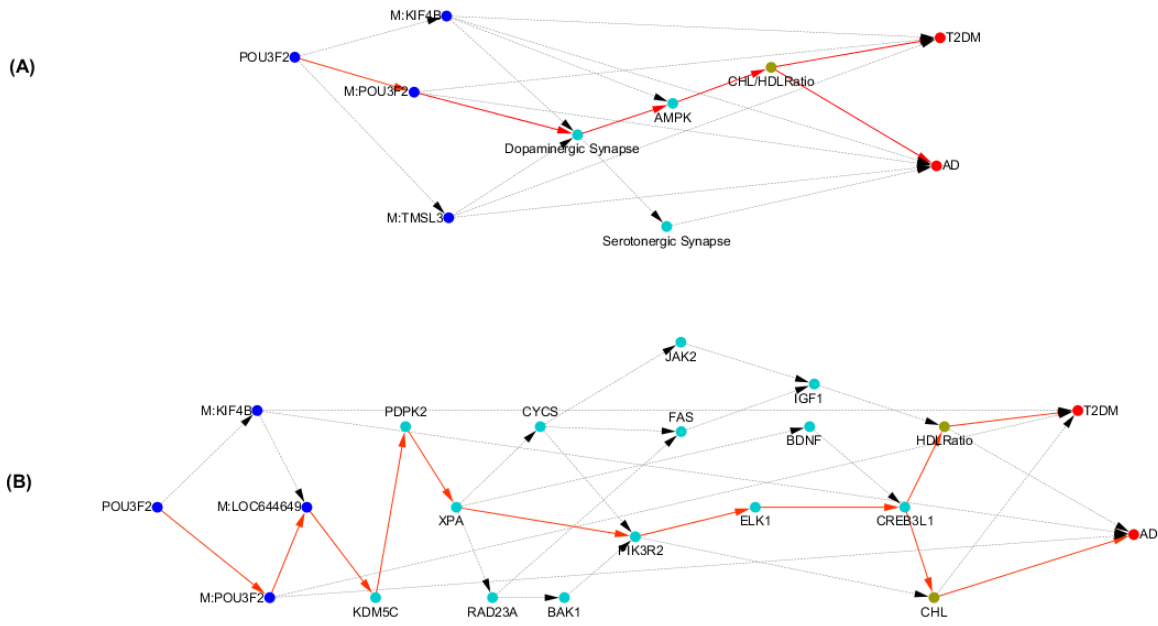 M:KIF4B
T2DM
POU3F2
(A)
CHL/HDLRatio
M:POU3F2
AMPK
Dopaminergic Synapse
AD
M:TMSL3
Serotonergic Synapse
JAK2
IGF1
M:KIF4B
PDPK2
CYCS
FAS
BDNF
HDLRatio
T2DM
(B)
POU3F2
M:LOC644649
XPA
ELK1
CREB3L1
PIK3R2
AD
M:POU3F2
KDM5C
RAD23A
BAK1
CHL